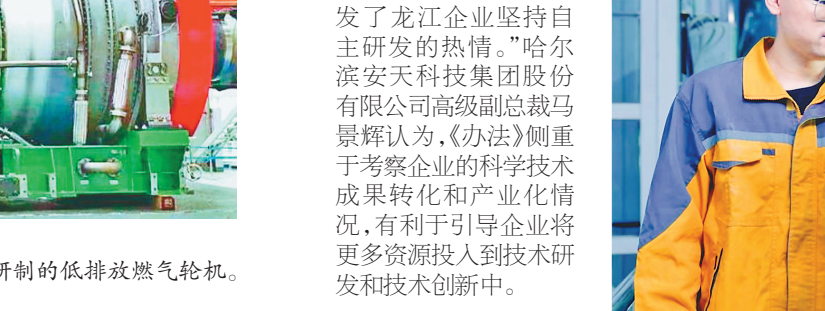 发了龙江企业坚持自
主研发的热情。”哈尔
滨安天科技集团股份
有限公司高级副总裁马
景辉认为，《办法》侧重
于考察企业的科学技术
成果转化和产业化情
况，有利于引导企业将
更多资源投入到技术研
发和技术创新中。
研制的低排放燃气轮机。